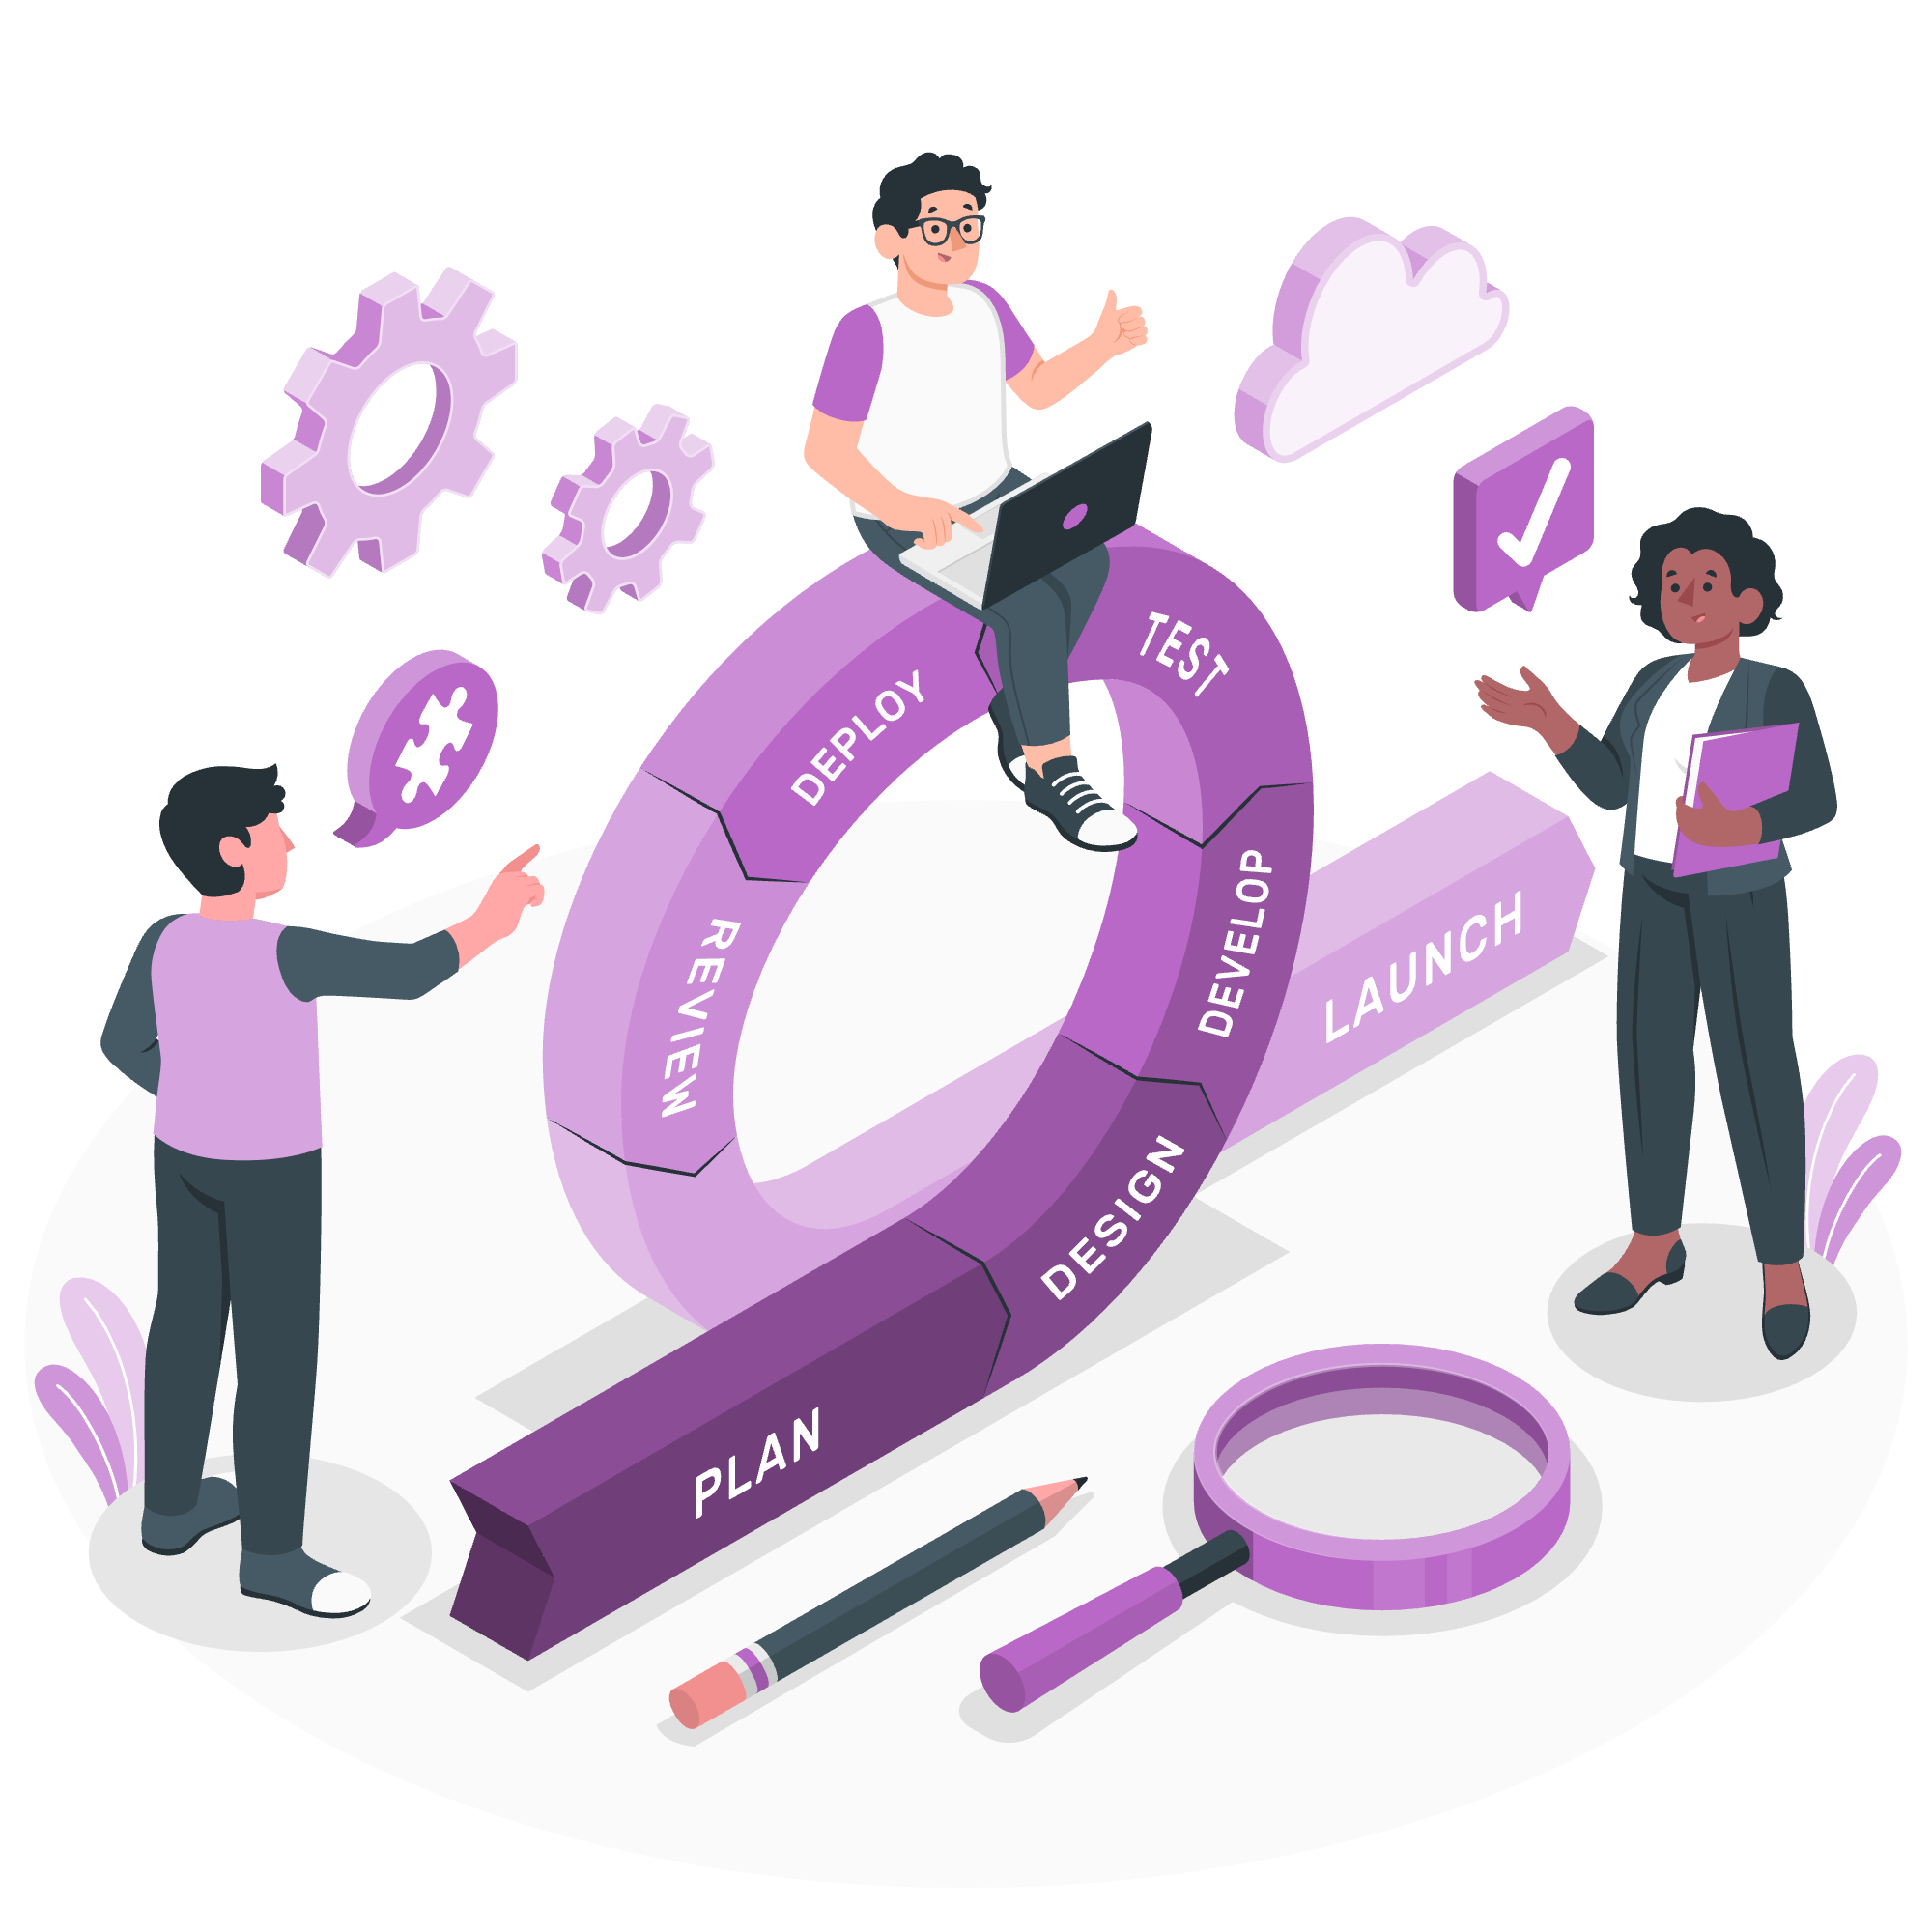 PLAN
DESIGN
DEVELOP
TEST
DEPLOY
REVIEW
LAUNCH